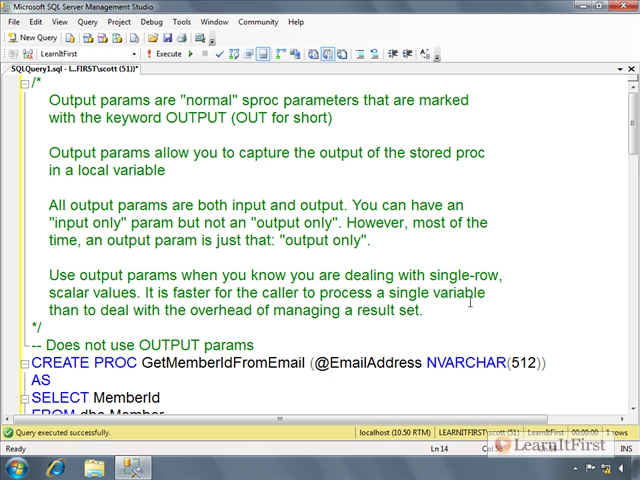 Microsoft SQL Server Management Studio
File Edit View Query Project Debug Tools Window Community Help
New Query
LearnItFirst Execute
SQLQuery1.sql - l...FIRST\scott (51))*
/*
Output params are "normal" sproc parameters that are marked
with the keyword OUTPUT (OUT for short)
Output params allow you to capture the output of the stored proc
in a local variable
All output params are both input and output. You can have an
"input only" param but not an "output only". However, most of the
time, an output param is just that: "output only".
Use output params when you know you are dealing with single-row,
scalar values. It is faster for the caller to process a single variable
than to deal with the overhead of managing a result set.
*/
-- Does not use OUTPUT params
CREATE PROC GetMemberIdFromEmail (@EmailAddress NVARCHAR(512))
AS
SELECT MemberId
FROM dbo.Member
Query executed successfully. localhost (10.50 RTM) LEARNITFIRST\scott (51) LearnItFirst 00:00:00 1 rows
LearnItFirst
Ready Ln 14 Col 58 INS